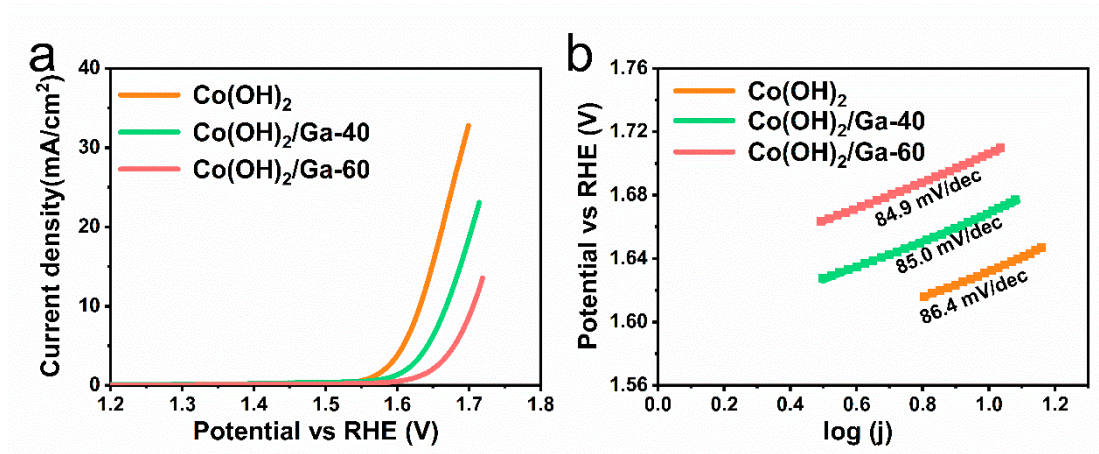 a
40
30
20
10
0
Current density(mA/cm²)
Co(OH)₂
Co(OH)₂/Ga-40
Co(OH)₂/Ga-60
1.2 1.3 1.4 1.5 1.6 1.7 1.8
Potential vs RHE (V)
b
1.76
1.72
1.68
1.64
1.60
1.56
Potential vs RHE (V)
Co(OH)₂
Co(OH)₂/Ga-40
Co(OH)₂/Ga-60
84.9 mV/dec
85.0 mV/dec
86.4 mV/dec
0.0 0.2 0.4 0.6 0.8 1.0 1.2
log (j)